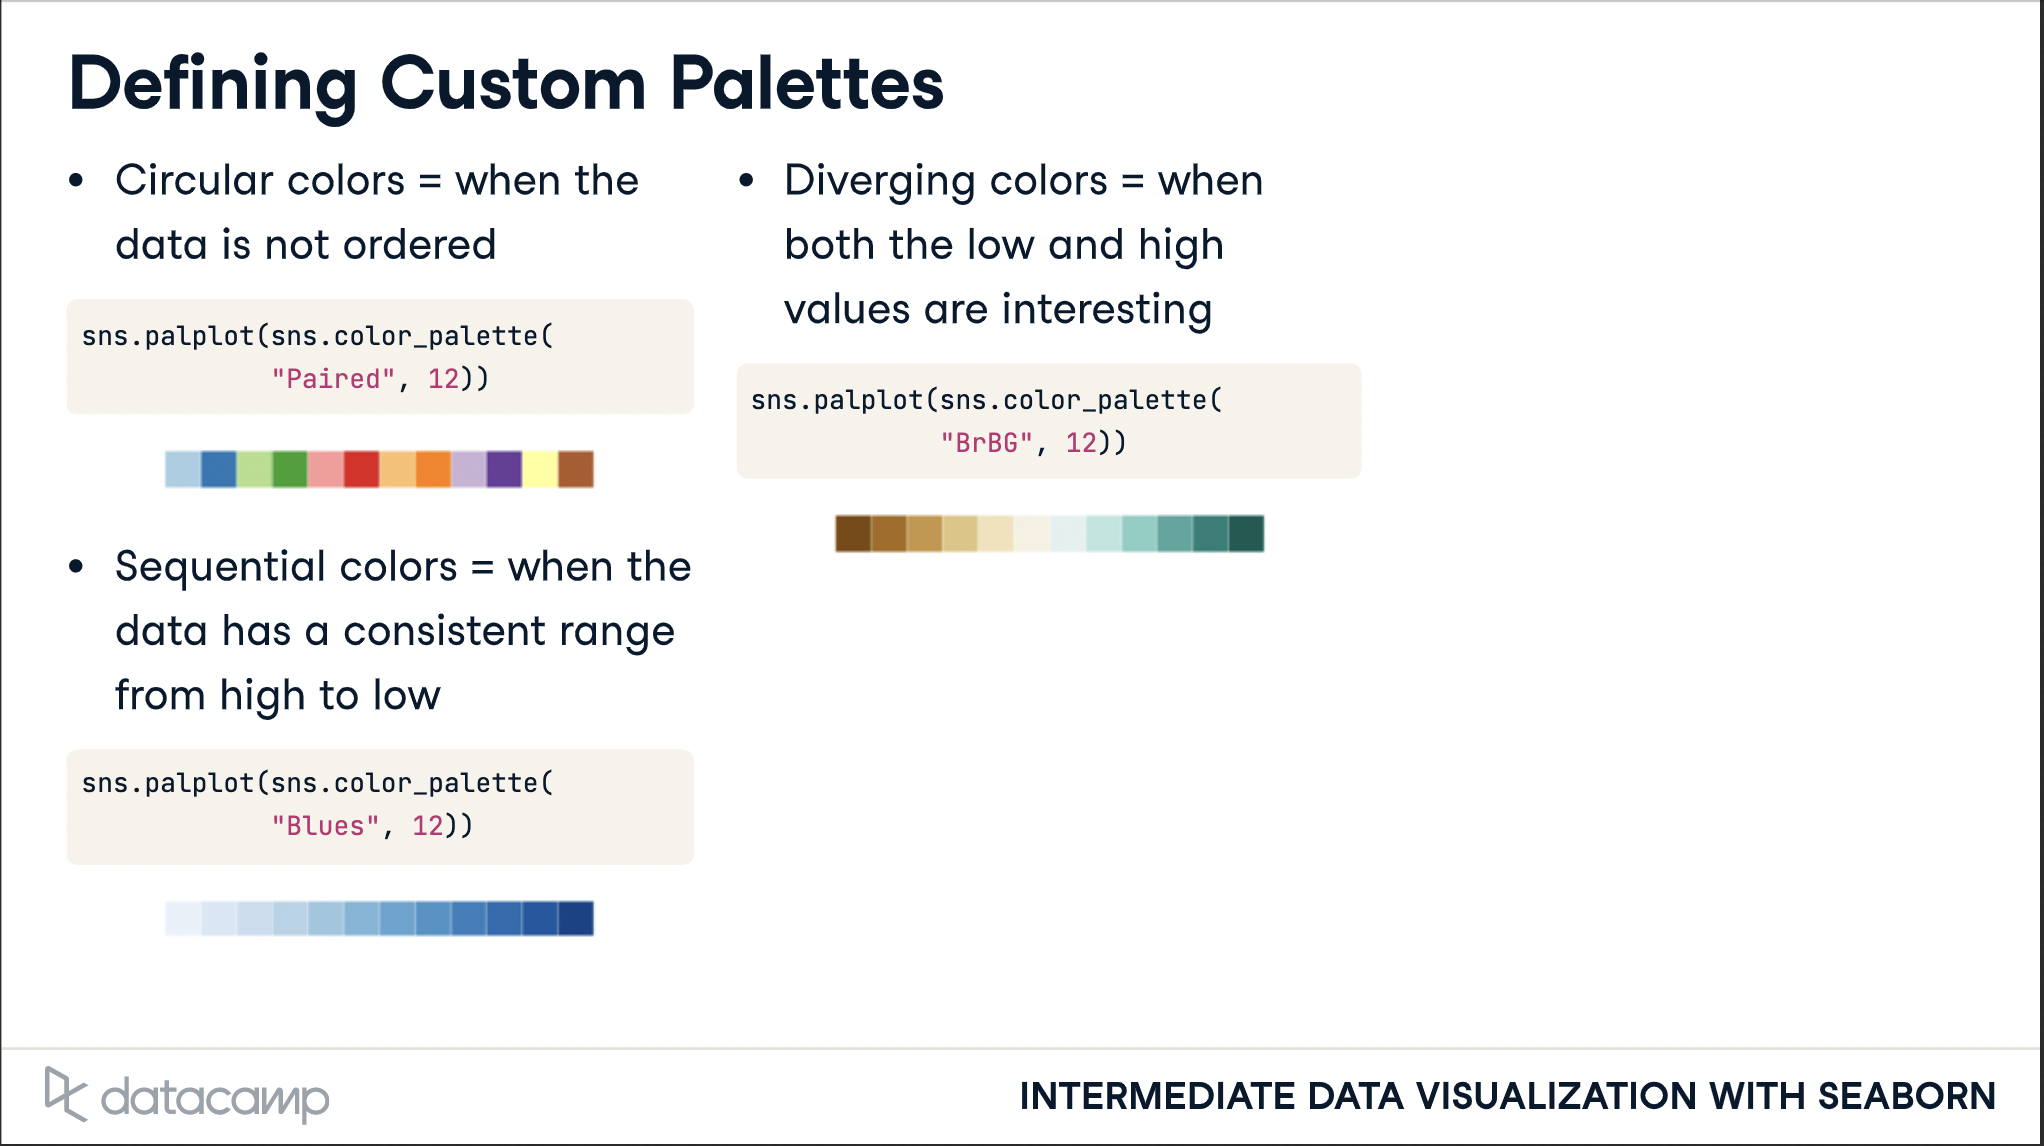 Defining Custom Palettes
• Circular colors = when the
data is not ordered
sns.palplot(sns.color_palette(
"Paired", 12))
• Sequential colors = when the
data has a consistent range
from high to low
sns.palplot(sns.color_palette(
"Blues", 12))
• Diverging colors = when
both the low and high
values are interesting
sns.palplot(sns.color_palette(
"BrBG", 12))
datacamp
INTERMEDIATE DATA VISUALIZATION WITH SEABORN